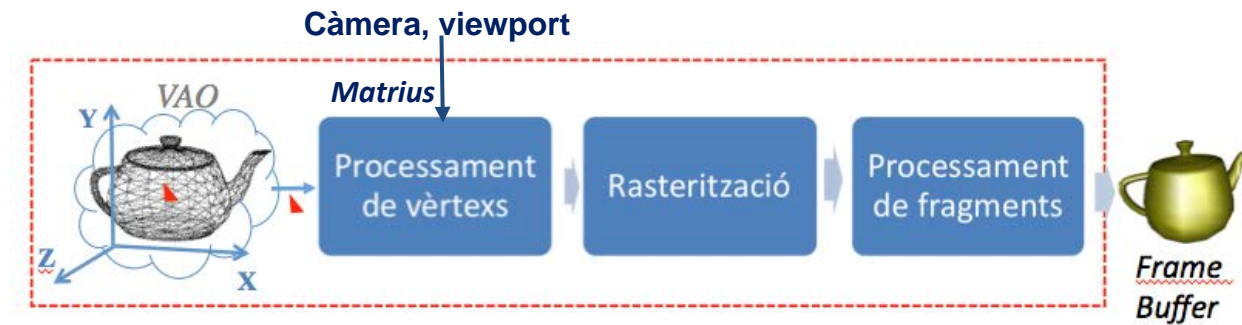 Càmera, viewport
VAO
Matrius
Y
Z
X
Processament
de vèrtexs
Rasterització
Processament
de fragments
Frame
Buffer